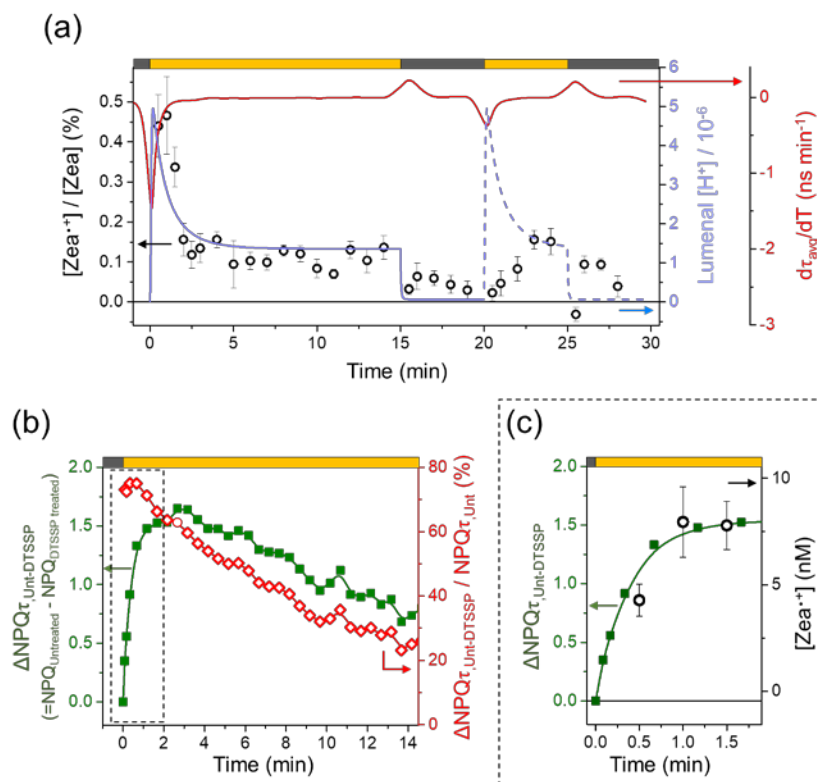 (a)
[Zea•+] / [Zea] (%)
0.5
0.4
0.3
0.2
0.1
0.0
6
5
4
3
2
1
0
Lumenal [H+] / 10-6
0
-1
-2
-3
dτavg/dT (ns min-1)
0 5 10 15 20 25 30
Time (min)
(b)
ΔNPQτ,Unt-DTSSP
(=NPQUntreated - NPQDTSSP treated)
2.0
1.5
1.0
0.5
0.0
80
60
40
20
0
ΔNPQτ,Unt-DTSSP / NPQτ,Unt (%)
0 2 4 6 8 10 12 14
Time (min)
(c)
ΔNPQτ,Unt-DTSSP
2.0
1.5
1.0
0.5
0.0
10
5
0
[Zea•+] (nM)
0.0 0.5 1.0 1.5
Time (min)